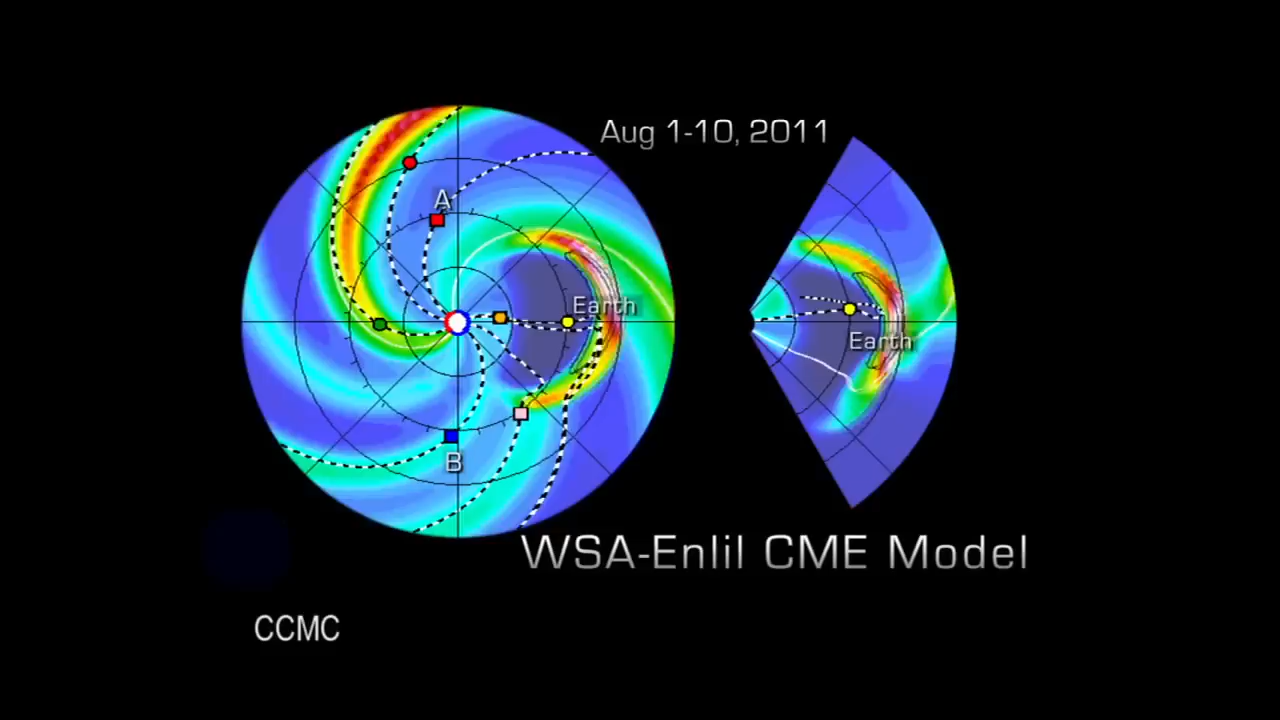 Aug 1-10, 2011
A
Earth
Earth
B
WSA-Enlil CME Model
CCMC